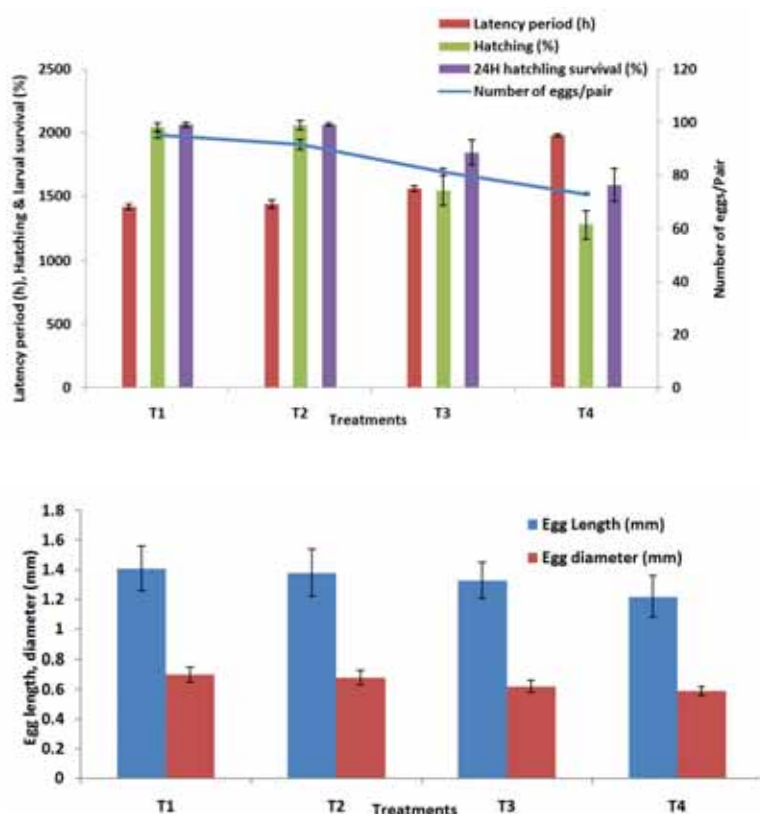 Latency period (h)
Hatching (%)
24H hatchling survival (%)
Number of eggs/pair
Latency period (h), Hatching & larval survival (%)
2500
2000
1500
1000
500
0
120
100
80
60
40
20
0
Number of eggs/Pair
T1 T2 T3 T4
Treatments
Egg Length (mm)
Egg diameter (mm)
Egg length, diameter (mm)
1.8
1.6
1.4
1.2
1
0.8
0.6
0.4
0.2
0
T1 T2 T3 T4
Treatments